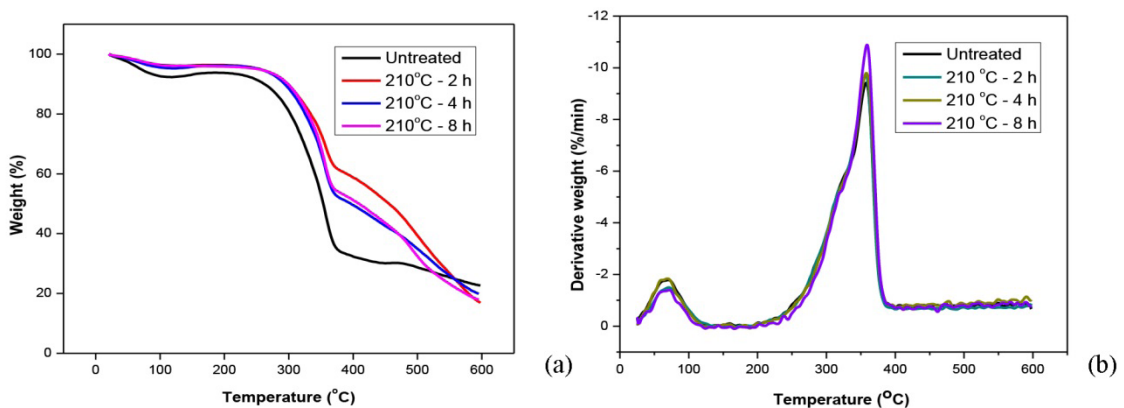 100
80
60
40
20
0
Weight (%)
0 100 200 300 400 500 600
Temperature (°C)
Untreated
210°C - 2 h
210°C - 4 h
210°C - 8 h
(a)
-12
-10
-8
-6
-4
-2
0
Derivative weight (%/min)
0 100 200 300 400 500 600
Temperature (°C)
Untreated
210 °C - 2 h
210 °C - 4 h
210 °C - 8 h
(b)